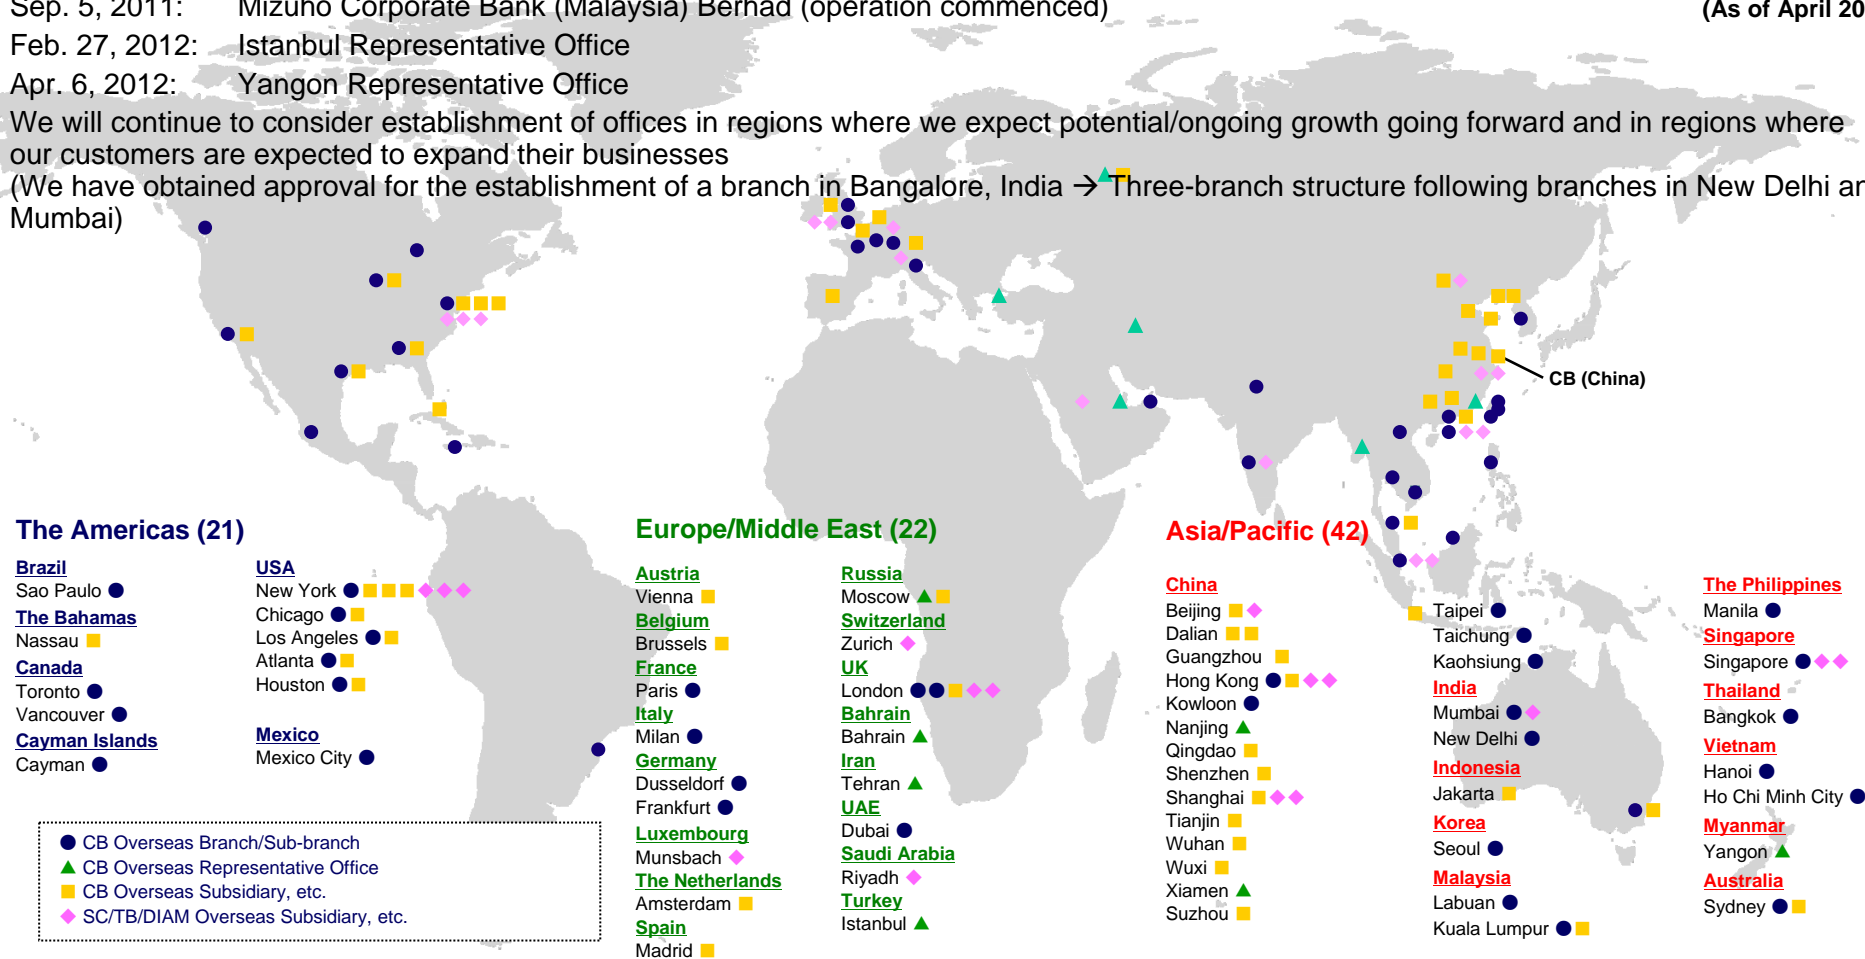 Sep. 5, 2011: Mizuho Corporate Bank (Malaysia) Berhad (operation commenced)
(As of April 20
Feb. 27, 2012: Istanbul Representative Office
Apr. 6, 2012: Yangon Representative Office
We will continue to consider establishment of offices in regions where we expect potential/ongoing growth going forward and in regions where
our customers are expected to expand their businesses
(We have obtained approval for the establishment of a branch in Bangalore, India → Three-branch structure following branches in New Delhi an
Mumbai)
CB (China)
The Americas (21)
Brazil
Sao Paulo
The Bahamas
Nassau
Canada
Toronto
Vancouver
Cayman Islands
Cayman
USA
New York
Chicago
Los Angeles
Atlanta
Houston
Mexico
Mexico City
CB Overseas Branch/Sub-branch
CB Overseas Representative Office
CB Overseas Subsidiary, etc.
SC/TB/DIAM Overseas Subsidiary, etc.
Europe/Middle East (22)
Austria
Vienna
Belgium
Brussels
France
Paris
Italy
Milan
Germany
Dusseldorf
Frankfurt
Luxembourg
Munsbach
The Netherlands
Amsterdam
Spain
Madrid
Russia
Moscow
Switzerland
Zurich
UK
London
Bahrain
Bahrain
Iran
Tehran
UAE
Dubai
Saudi Arabia
Riyadh
Turkey
Istanbul
Asia/Pacific (42)
China
Beijing
Dalian
Guangzhou
Hong Kong
Kowloon
Nanjing
Qingdao
Shenzhen
Shanghai
Tianjin
Wuhan
Wuxi
Xiamen
Suzhou
Taipei
Taichung
Kaohsiung
India
Mumbai
New Delhi
Indonesia
Jakarta
Korea
Seoul
Malaysia
Labuan
Kuala Lumpur
The Philippines
Manila
Singapore
Singapore
Thailand
Bangkok
Vietnam
Hanoi
Ho Chi Minh City
Myanmar
Yangon
Australia
Sydney